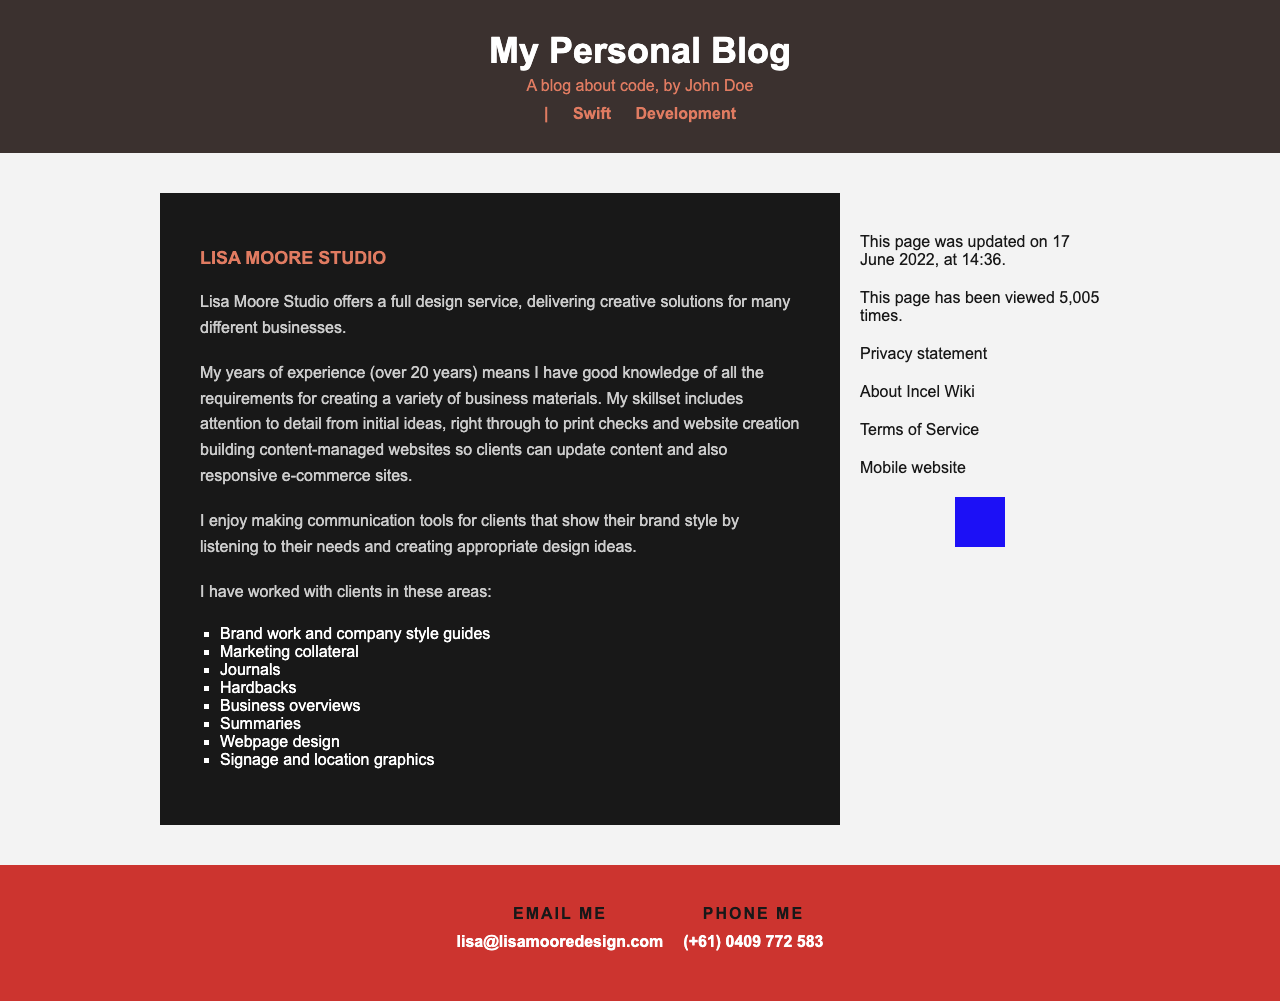 My Personal Blog
A blog about code, by John Doe
| Swift Development
LISA MOORE STUDIO
Lisa Moore Studio offers a full design service, delivering creative solutions for many
different businesses.
My years of experience (over 20 years) means I have good knowledge of all the
requirements for creating a variety of business materials. My skillset includes
attention to detail from initial ideas, right through to print checks and website creation
building content-managed websites so clients can update content and also
responsive e-commerce sites.
I enjoy making communication tools for clients that show their brand style by
listening to their needs and creating appropriate design ideas.
I have worked with clients in these areas:
Brand work and company style guides
Marketing collateral
Journals
Hardbacks
Business overviews
Summaries
Webpage design
Signage and location graphics
This page was updated on 17
June 2022, at 14:36.
This page has been viewed 5,005
times.
Privacy statement
About Incel Wiki
Terms of Service
Mobile website
EMAIL ME
lisa@lisamooredesign.com
PHONE ME
(+61) 0409 772 583